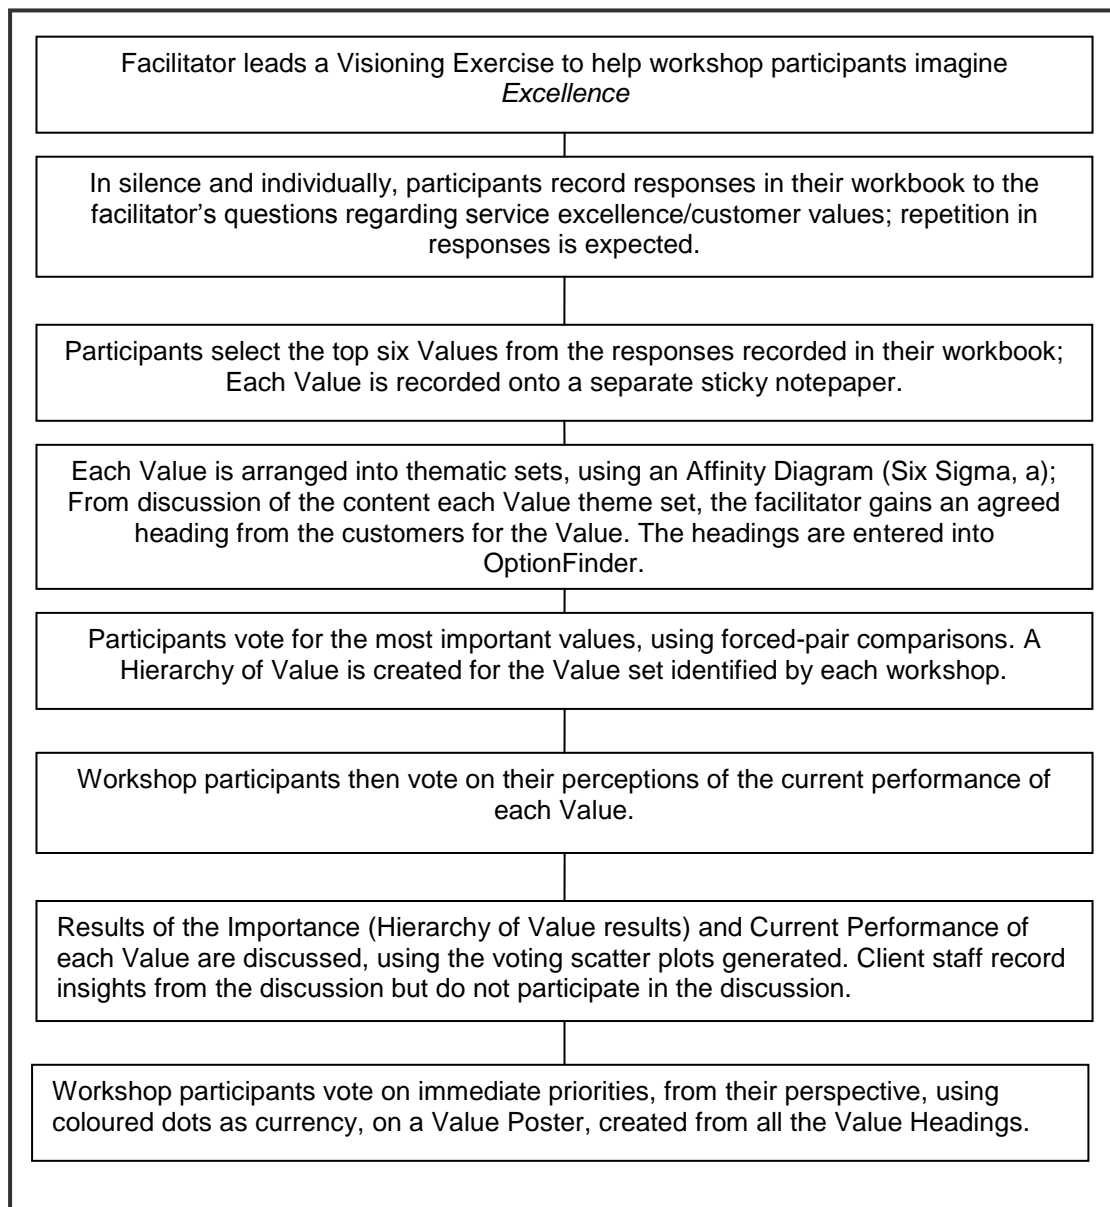 Facilitator leads a Visioning Exercise to help workshop participants imagine
Excellence
In silence and individually, participants record responses in their workbook to the
facilitator’s questions regarding service excellence/customer values; repetition in
responses is expected.
Participants select the top six Values from the responses recorded in their workbook;
Each Value is recorded onto a separate sticky notepaper.
Each Value is arranged into thematic sets, using an Affinity Diagram (Six Sigma, a);
From discussion of the content each Value theme set, the facilitator gains an agreed
heading from the customers for the Value. The headings are entered into
OptionFinder.
Participants vote for the most important values, using forced-pair comparisons. A
Hierarchy of Value is created for the Value set identified by each workshop.
Workshop participants then vote on their perceptions of the current performance of
each Value.
Results of the Importance (Hierarchy of Value results) and Current Performance of
each Value are discussed, using the voting scatter plots generated. Client staff record
insights from the discussion but do not participate in the discussion.
Workshop participants vote on immediate priorities, from their perspective, using
coloured dots as currency, on a Value Poster, created from all the Value Headings.